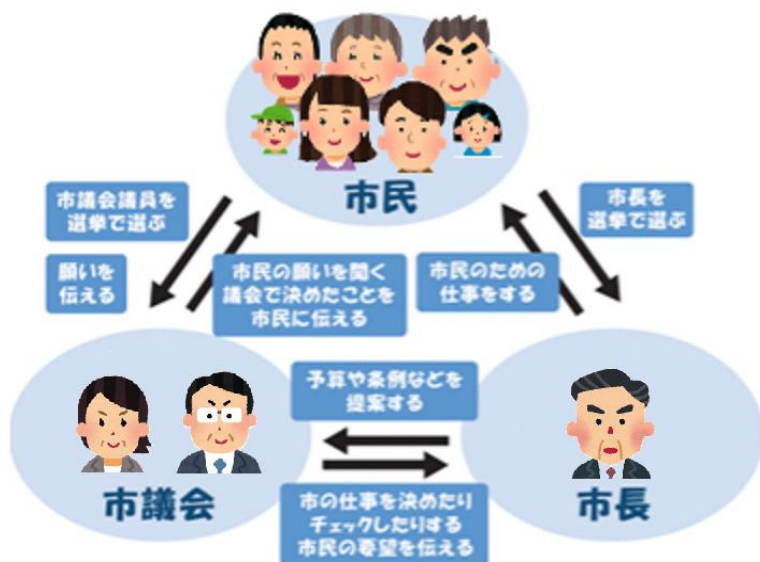 市民
市議会議員を
選挙で選ぶ
市長を
選挙で選ぶ
願いを
伝える
市民の願いを聞く
議会で決めたことを
市民に伝える
市民のための
仕事をする
予算や条例などを
提案する
市議会
市長
市の仕事を決めたり
チェックしたりする
市民の要望を伝える